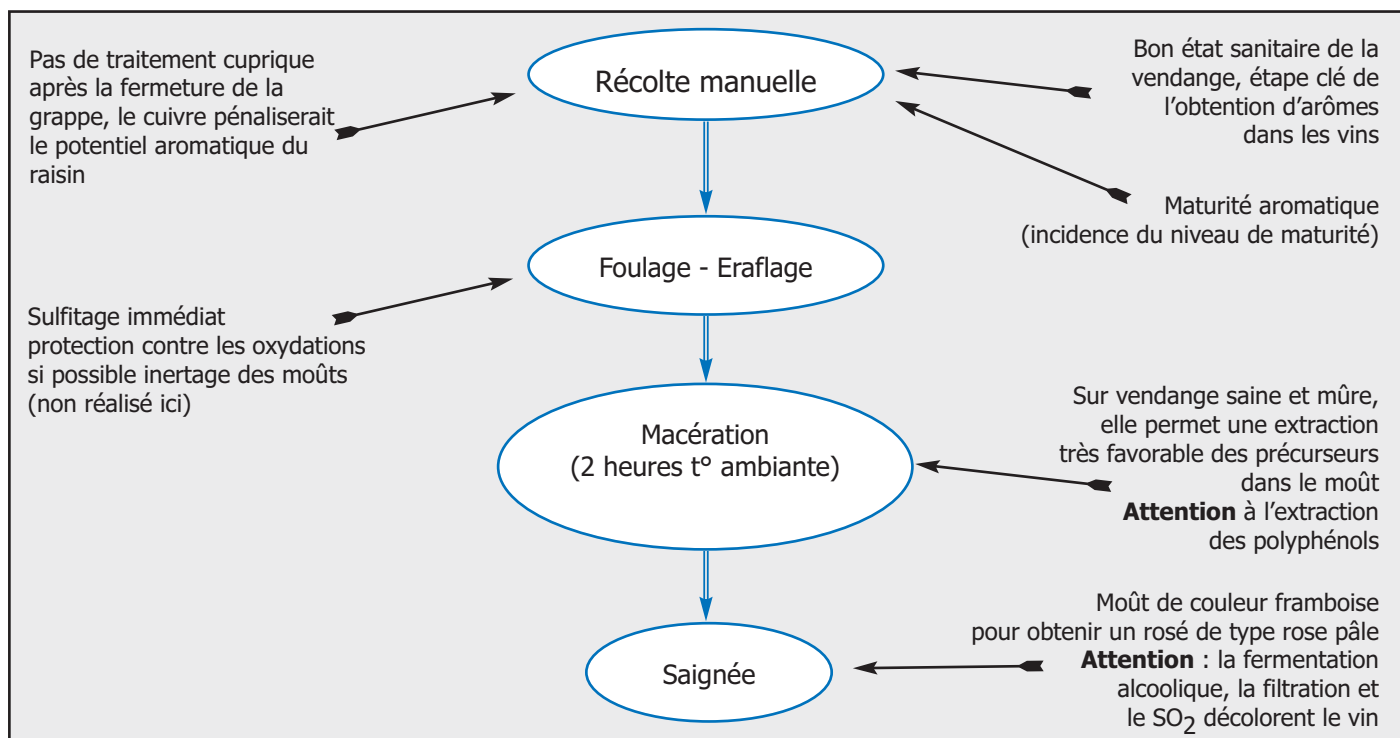 Pas de traitement cuprique
après la fermeture de la
grappe, le cuivre pénaliserait
le potentiel aromatique du
raisin
Récolte manuelle
Bon état sanitaire de la
vendange, étape clé de
l'obtention d'arômes
dans les vins
Maturité aromatique
(incidence du niveau de maturité)
Foulage - Eraflage
Sulfitage immédiat
protection contre les oxydations
si possible inertage des moûts
(non réalisé ici)
Macération
(2 heures t° ambiante)
Sur vendange saine et mûre,
elle permet une extraction
très favorable des précurseurs
dans le moût
Attention à l'extraction
des polyphénols
Saignée
Moût de couleur framboise
pour obtenir un rosé de type rose pâle
Attention : la fermentation
alcoolique, la filtration et
le SO2 décolorent le vin